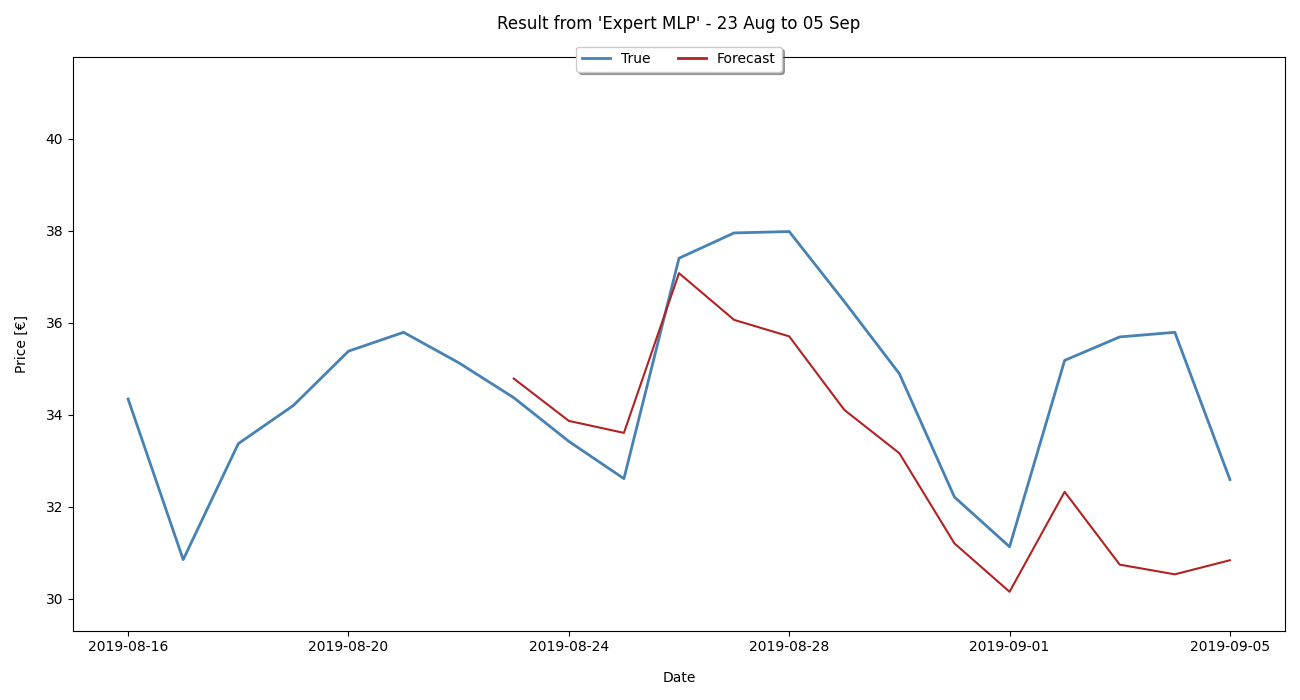 Result from 'Expert MLP' - 23 Aug to 05 Sep
True
Forecast
40
38
36
34
32
30
Price [€]
2019-08-16
2019-08-20
2019-08-24
2019-08-28
2019-09-01
2019-09-05
Date